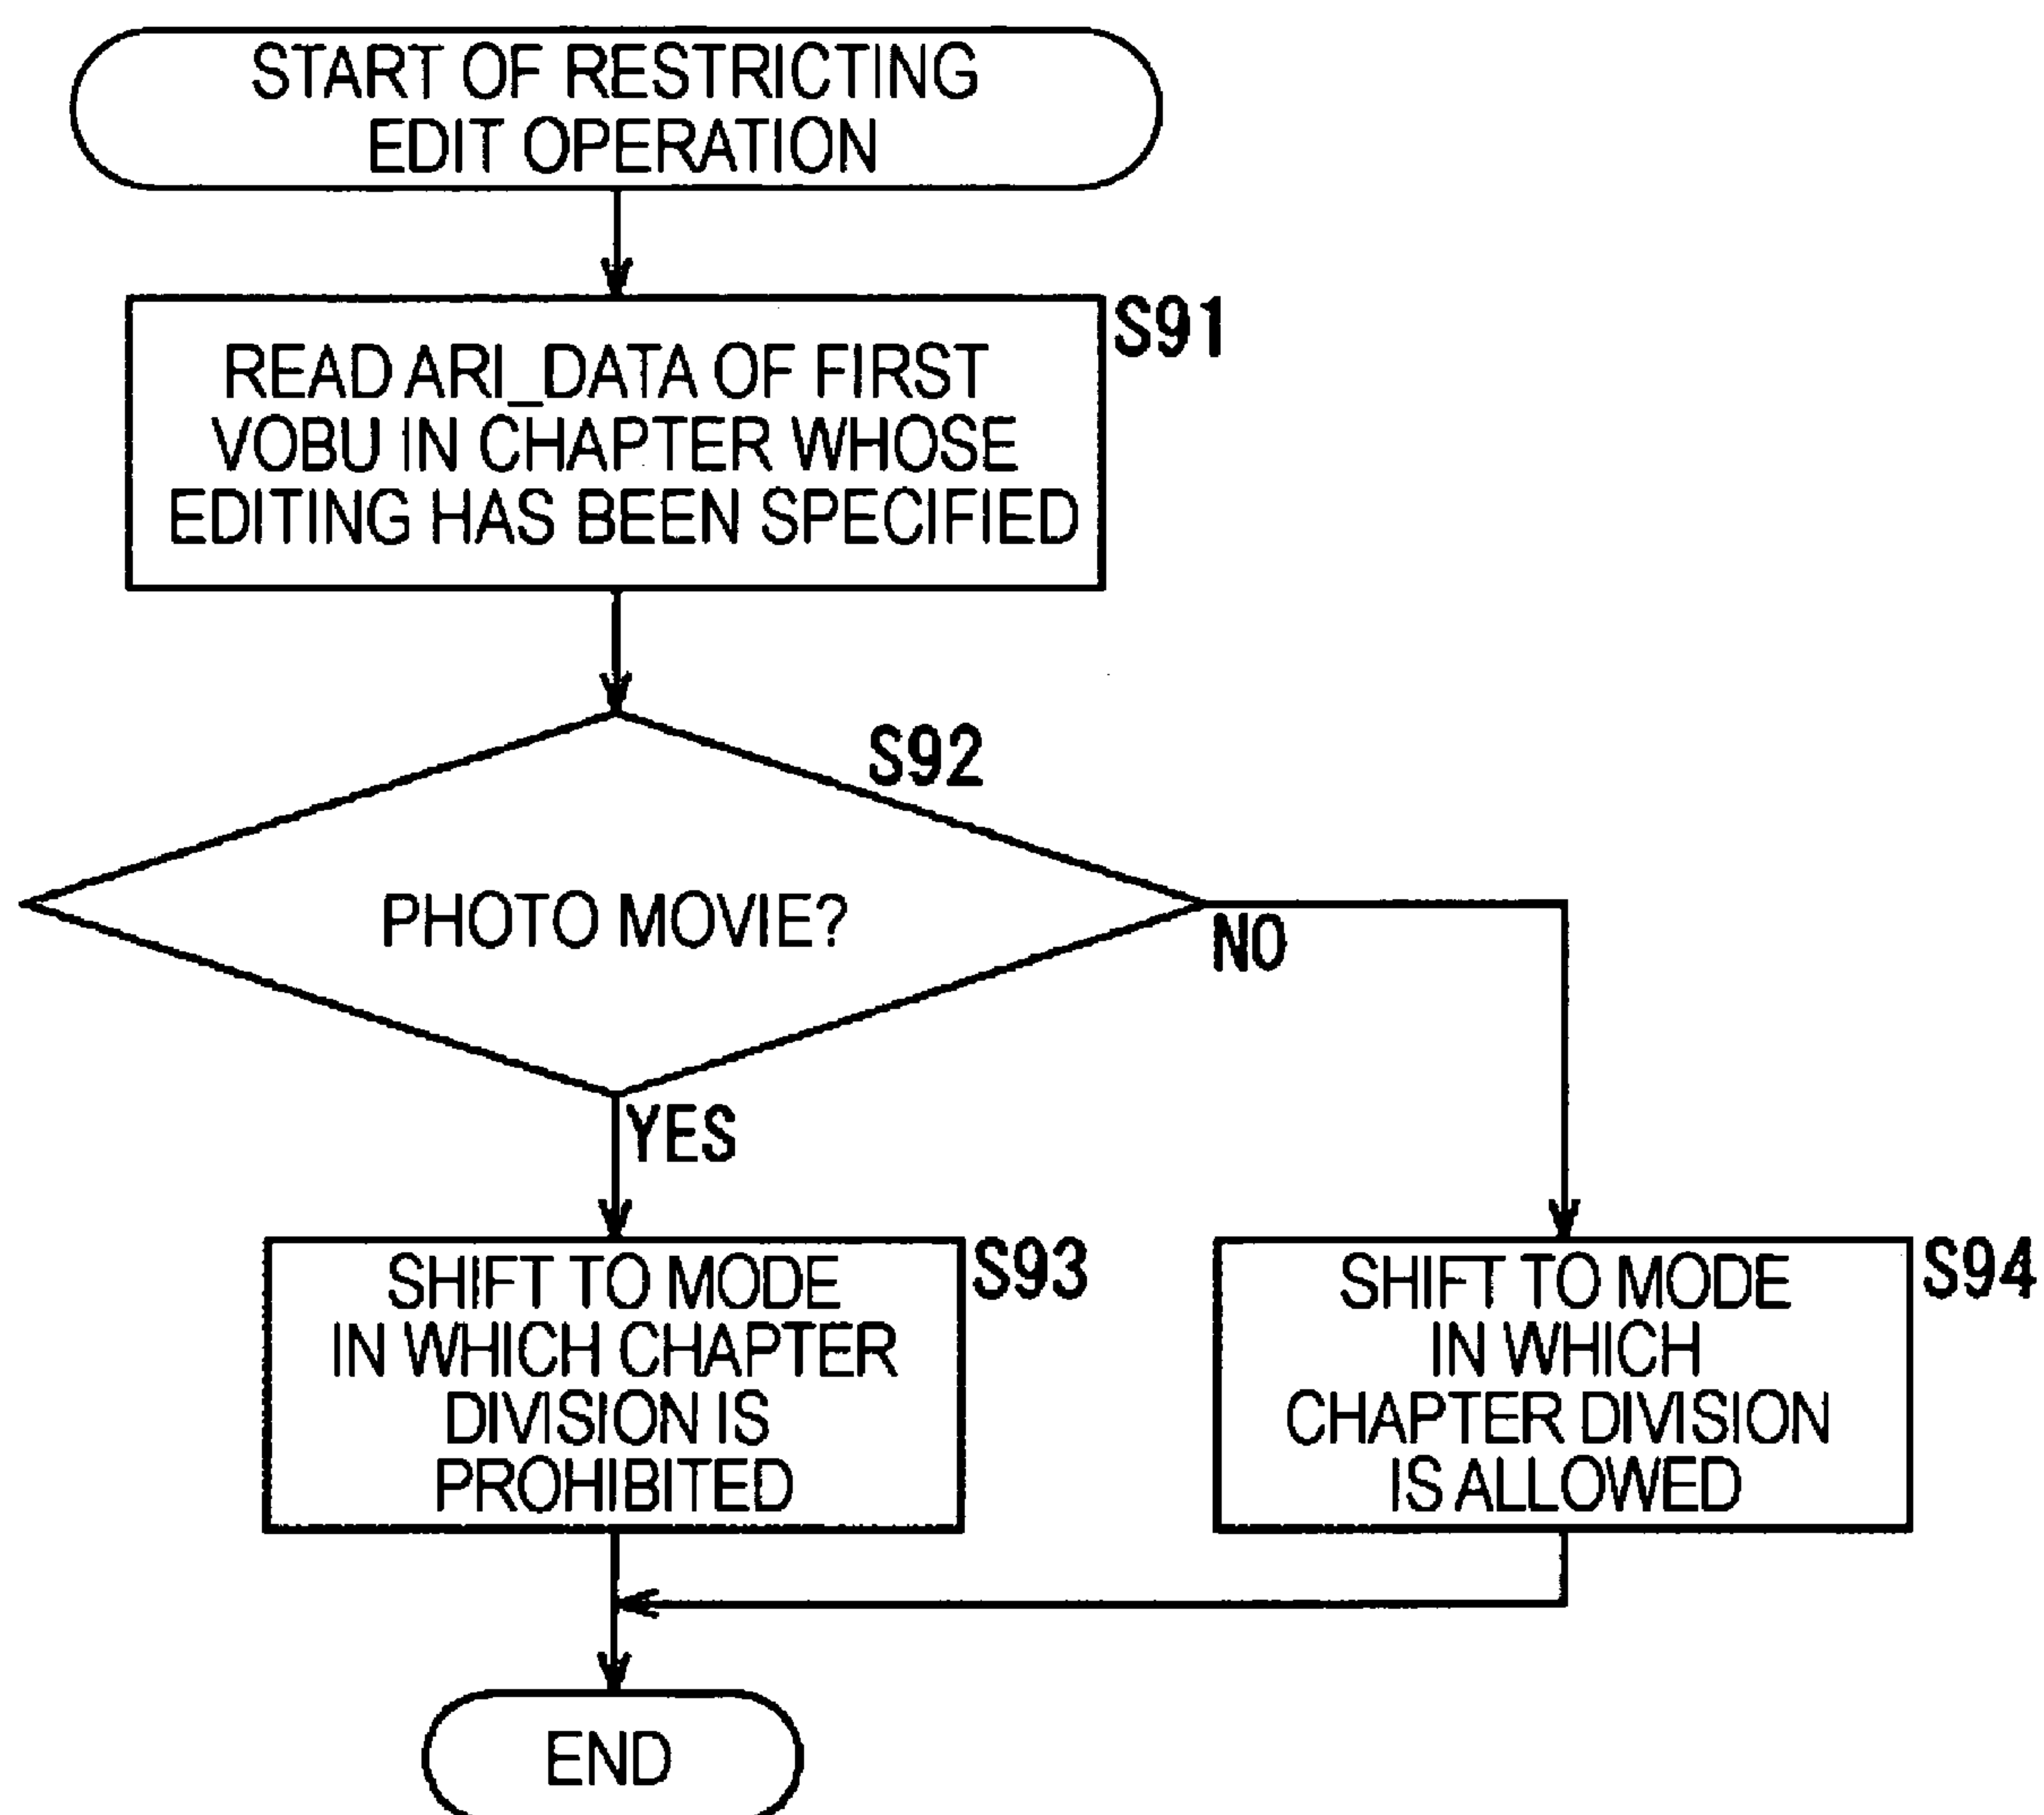 START OF RESTRICTING
EDIT OPERATION
S91
READ ARI_DATA OF FIRST
VOBU IN CHAPTER WHOSE
EDITING HAS BEEN SPECIFIED
S92
PHOTO MOVIE?
NO
YES
S93
SHIFT TO MODE
IN WHICH CHAPTER
DIVISION IS
PROHIBITED
S94
SHIFT TO MODE
IN WHICH
CHAPTER DIVISION
IS ALLOWED
END